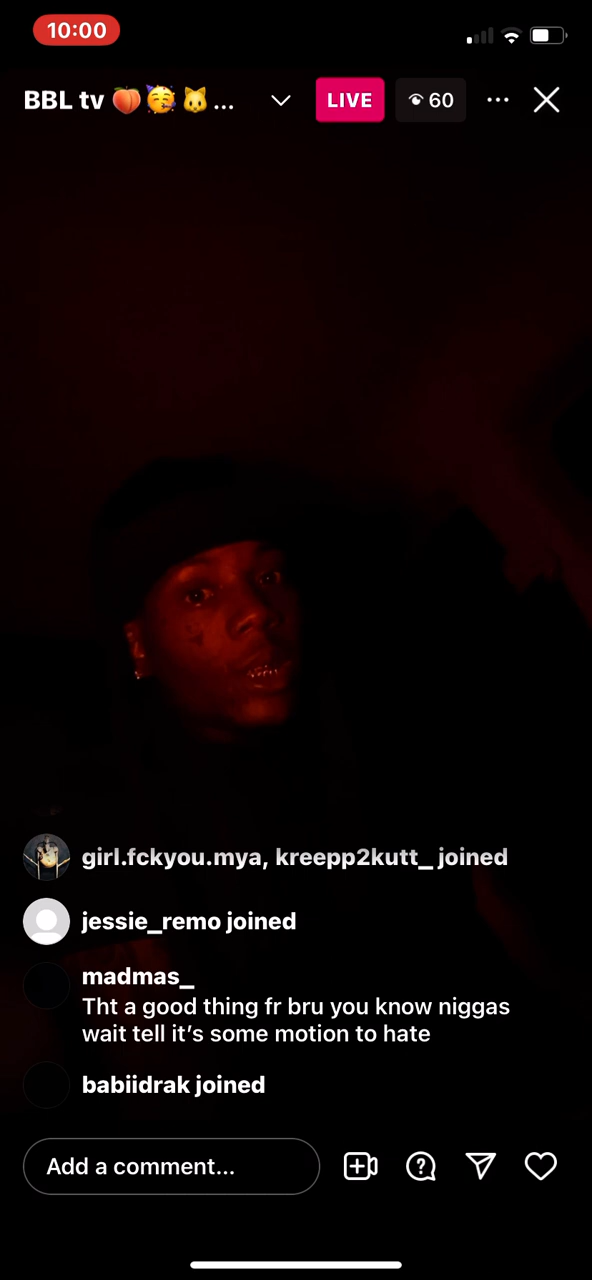 10:00
BBL tv 🍑🥳🐱...
LIVE
60
girl.fckyou.mya, kreepp2kutt_ joined
jessie_remo joined
madmas_
Tht a good thing fr bru you know niggas
wait tell it’s some motion to hate
babiidrak joined
Add a comment...